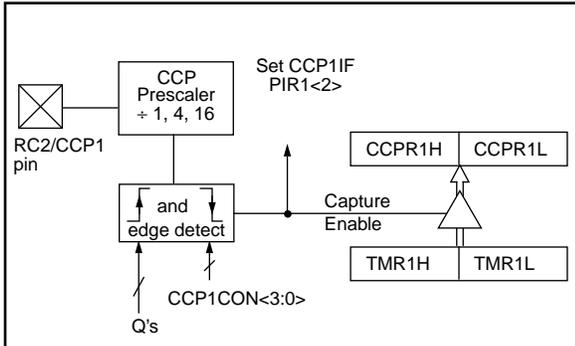 CCP
Prescaler
÷ 1, 4, 16
Set CCP1IF
PIR1<2>
RC2/CCP1
pin
CCPR1H CCPR1L
and
edge detect
Capture
Enable
TMR1H TMR1L
CCP1CON<3:0>
Q's